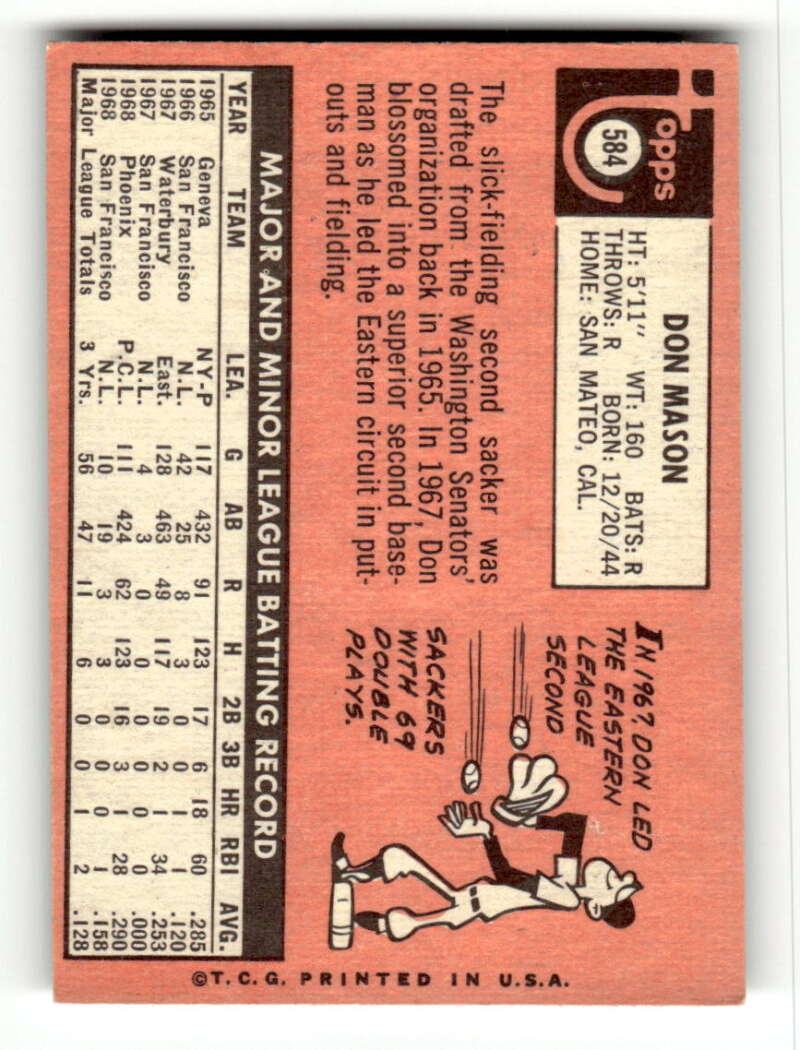 Topps
584
DON MASON
HT: 5'11" WT: 160 BATS: R
THROWS: R BORN: 12/20/44
HOME: SAN MATEO, CAL.
The slick-fielding second sacker was
drafted from the Washington Senators'
organization back in 1965. In 1967, Don
blossomed into a superior second base-
man as he led the Eastern circuit in put-
outs and fielding.
IN 1967, DON LED
THE EASTERN
LEAGUE
SECOND
SACKERS
WITH 69
DOUBLE
PLAYS.
MAJOR AND MINOR LEAGUE BATTING RECORD
YEAR TEAM LEA. G AB R H 2B 3B HR RBI AVG.
1965 Geneva NY-P 117 432 91 123 17 6 18 60 .285
1966 San Francisco N.L. 42 25 8 3 0 0 1 1 .120
1967 Waterbury East. 128 463 49 117 19 2 1 34 .253
1967 San Francisco N.L. 4 3 0 0 0 0 0 0 .000
1968 Phoenix P.C.L. 111 424 62 123 16 3 1 28 .290
1968 San Francisco N.L. 10 19 3 3 0 0 0 1 .158
Major League Totals 3 Yrs. 56 47 11 6 0 0 1 2 .128
©T.C.G. PRINTED IN U.S.A.